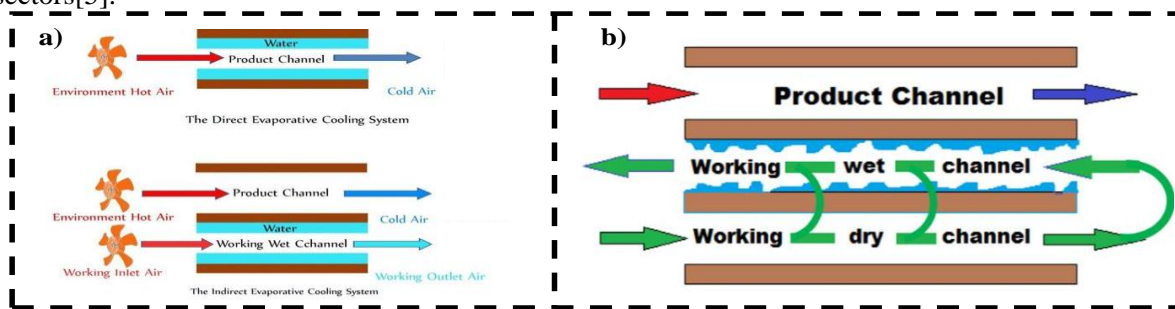 sectors[5].
a)
Water
Product Channel
Environment Hot Air
Cold Air
The Direct Evaporative Cooling System
Product Channel
Environment Hot Air
Cold Air
Water
Working Wet Cchannel
Working Inlet Air
Working Outlet Air
The Indirect Evaporative Cooling System
b)
Product Channel
Working wet channel
Working dry channel